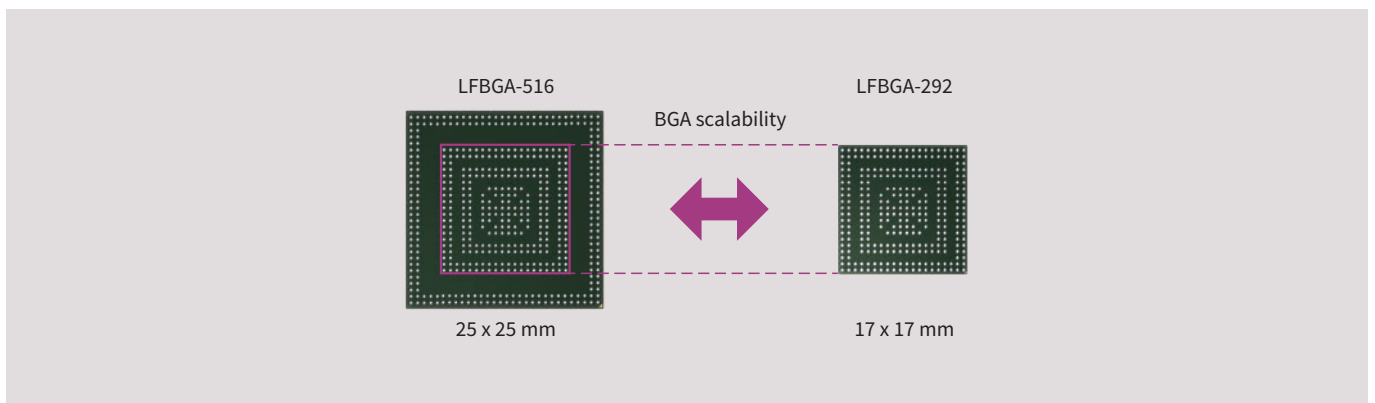 LFBGA-516
LFBGA-292
BGA scalability
25 x 25 mm
17 x 17 mm